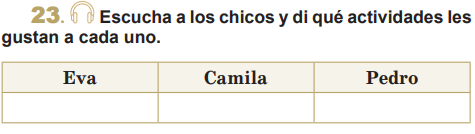 23. Escucha a los chicos y di qué actividades les
gustan a cada uno.
Eva Camila Pedro